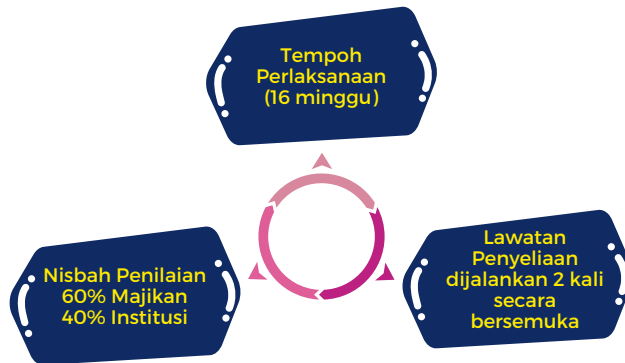 Tempoh
Perlaksanaan
(16 minggu)
Nisbah Penilaian
60% Majikan
40% Institusi
Lawatan
Penyeliaan
dijalankan 2 kali
secara
bersemuka